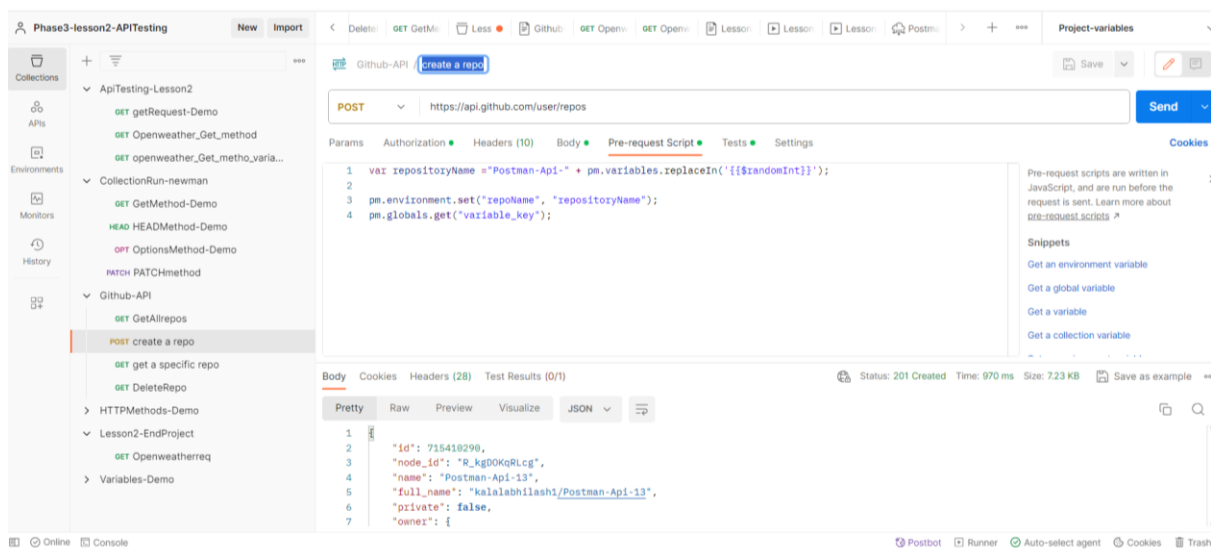 Phase3-lesson2-APITesting
New
Import
Delete
GET GetMe
Less
Github
GET Openw
GET Openw
Lesson
Lesson
Lesson
Postma
Project-variables
Collections
APIs
Environments
Monitors
History
ApiTesting-Lesson2
GET getRequest-Demo
GET Openweather_Get_method
GET openweather_Get_metho_varia...
CollectionRun-newman
GET GetMethod-Demo
HEAD HEADMethod-Demo
OPT OptionsMethod-Demo
PATCH PATCHmethod
Github-API
GET GetAllrepos
POST create a repo
GET get a specific repo
GET DeleteRepo
HTTPMethods-Demo
Lesson2-EndProject
GET Openweatherreq
Variables-Demo
HTTP Github-API / create a repo
Save
POST
https://api.github.com/user/repos
Send
Params Authorization Headers (10) Body Pre-request Script Tests Settings
Cookies
1 var repositoryName ="Postman-Api-" + pm.variables.replaceIn('{{$randomInt}}');
2
3 pm.environment.set("repoName", "repositoryName");
4 pm.globals.get("variable_key");
Pre-request scripts are written in
JavaScript, and are run before the
request is sent. Learn more about
pre-request scripts
Snippets
Get an environment variable
Get a global variable
Get a variable
Get a collection variable
Body Cookies Headers (28) Test Results (0/1)
Status: 201 Created Time: 970 ms Size: 7.23 KB Save as example
Pretty Raw Preview Visualize JSON
1 {
2 "id": 715410290,
3 "node_id": "R_kgDOKqRLcg",
4 "name": "Postman-Api-13",
5 "full_name": "kalalabhilash1/Postman-Api-13",
6 "private": false,
7 "owner": {
Online
Console
Postbot
Runner
Auto-select agent
Cookies
Trash